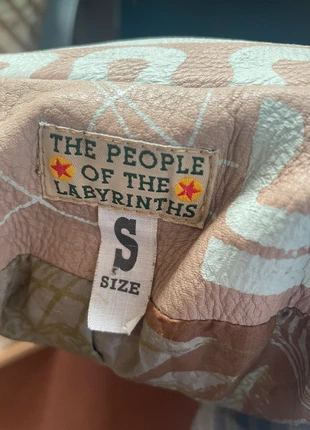 THE PEOPLE
OF THE
LABYRINTHS
S
SIZE